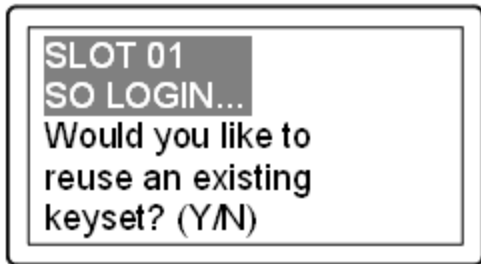 SLOT 01
SO LOGIN...
Would you like to
reuse an existing
keyset? (Y/N)